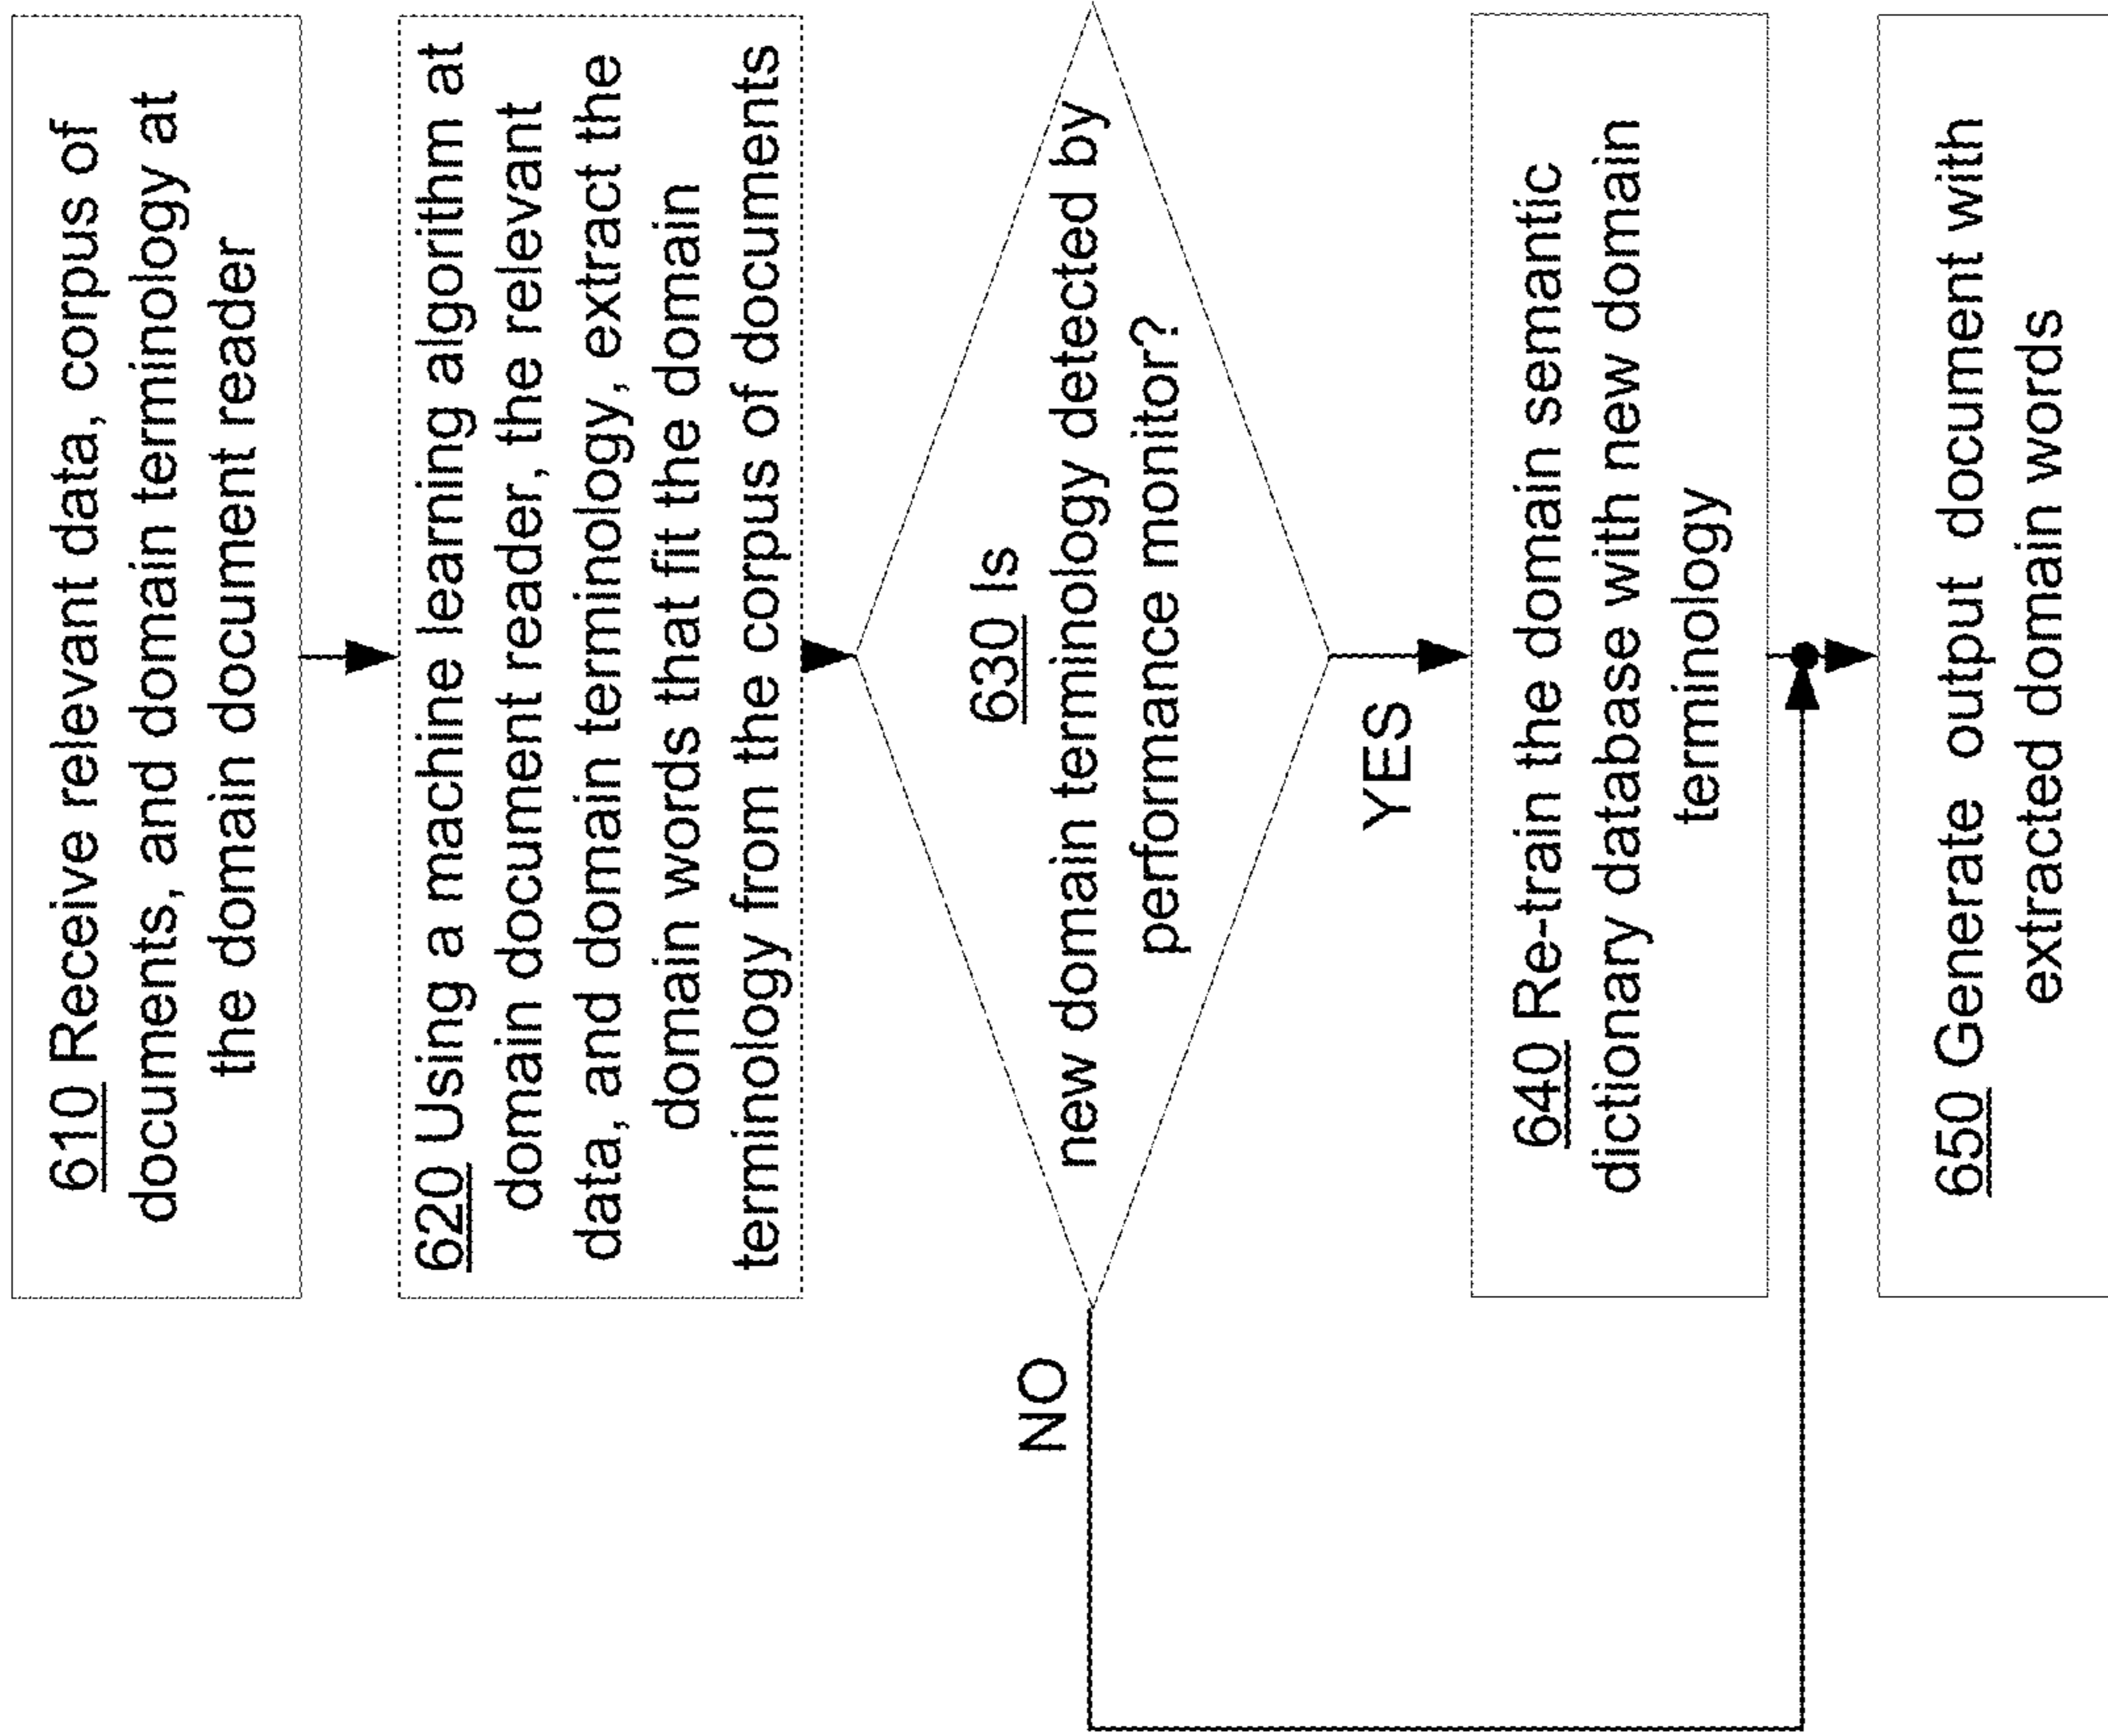 610 Receive relevant data, corpus of
documents, and domain terminology at
the domain document reader
620 Using a machine learning algorithm at
domain document reader, the relevant
data, and domain terminology, extract the
domain words that fit the domain
terminology from the corpus of documents
630 Is
new domain terminology detected by
performance monitor?
NO
YES
640 Re-train the domain semantic
dictionary database with new domain
terminology
650 Generate output document with
extracted domain words